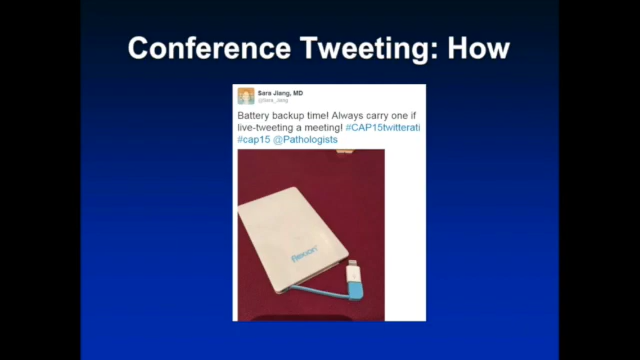 Conference Tweeting: How
Sara Jiang, MD
@Sara_Jiang
Battery backup time! Always carry one if
live-tweeting a meeting! #CAP15twitterati
#cap15 @Pathologists